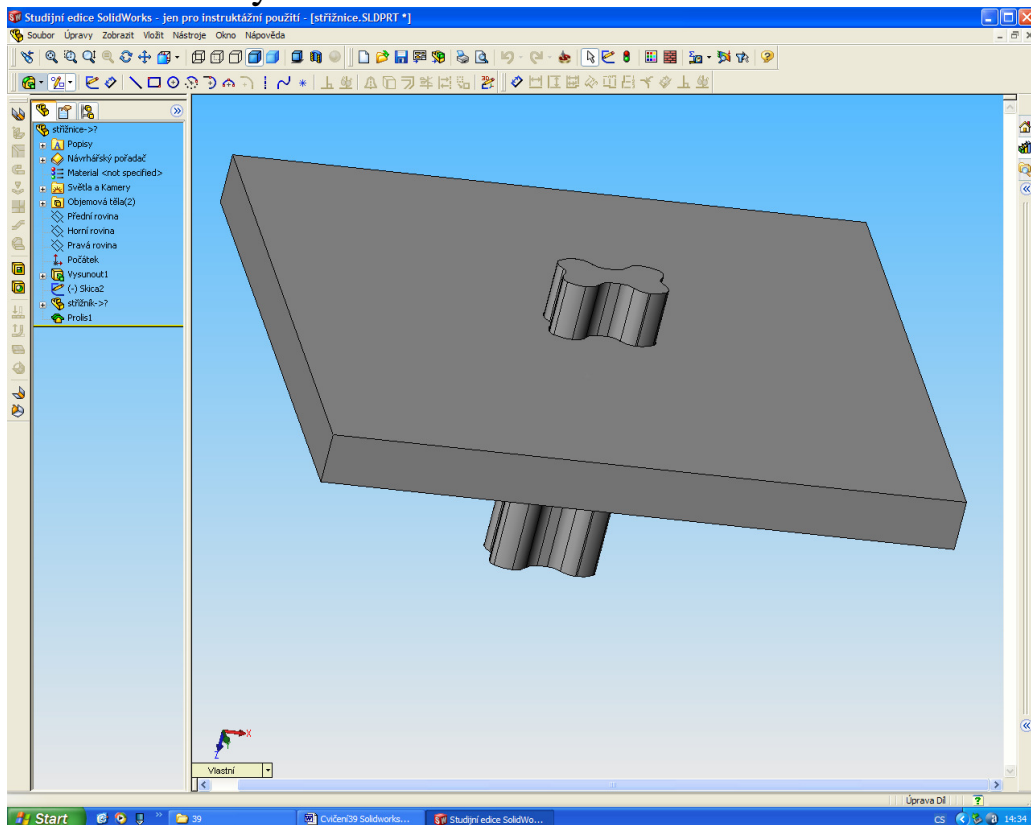 Studijní edice SolidWorks - jen pro instruktážní použití - [střižnice.SLDPRT *]
Soubor Úpravy Zobrazit Vložit Nástroje Okno Nápověda
střižnice->?
Popisy
Návrhářský pořadač
Material <not specified>
Světla a Kamery
Objemová těla(2)
Přední rovina
Horní rovina
Pravá rovina
Počátek
Vysunout1
(-) Skica2
střižník->?
Prolis1
X
Z
Vlastní
Úprava Díl
Start
39
Cvičení39 Solidworks...
Studijní edice SolidWo...
CS
14:34